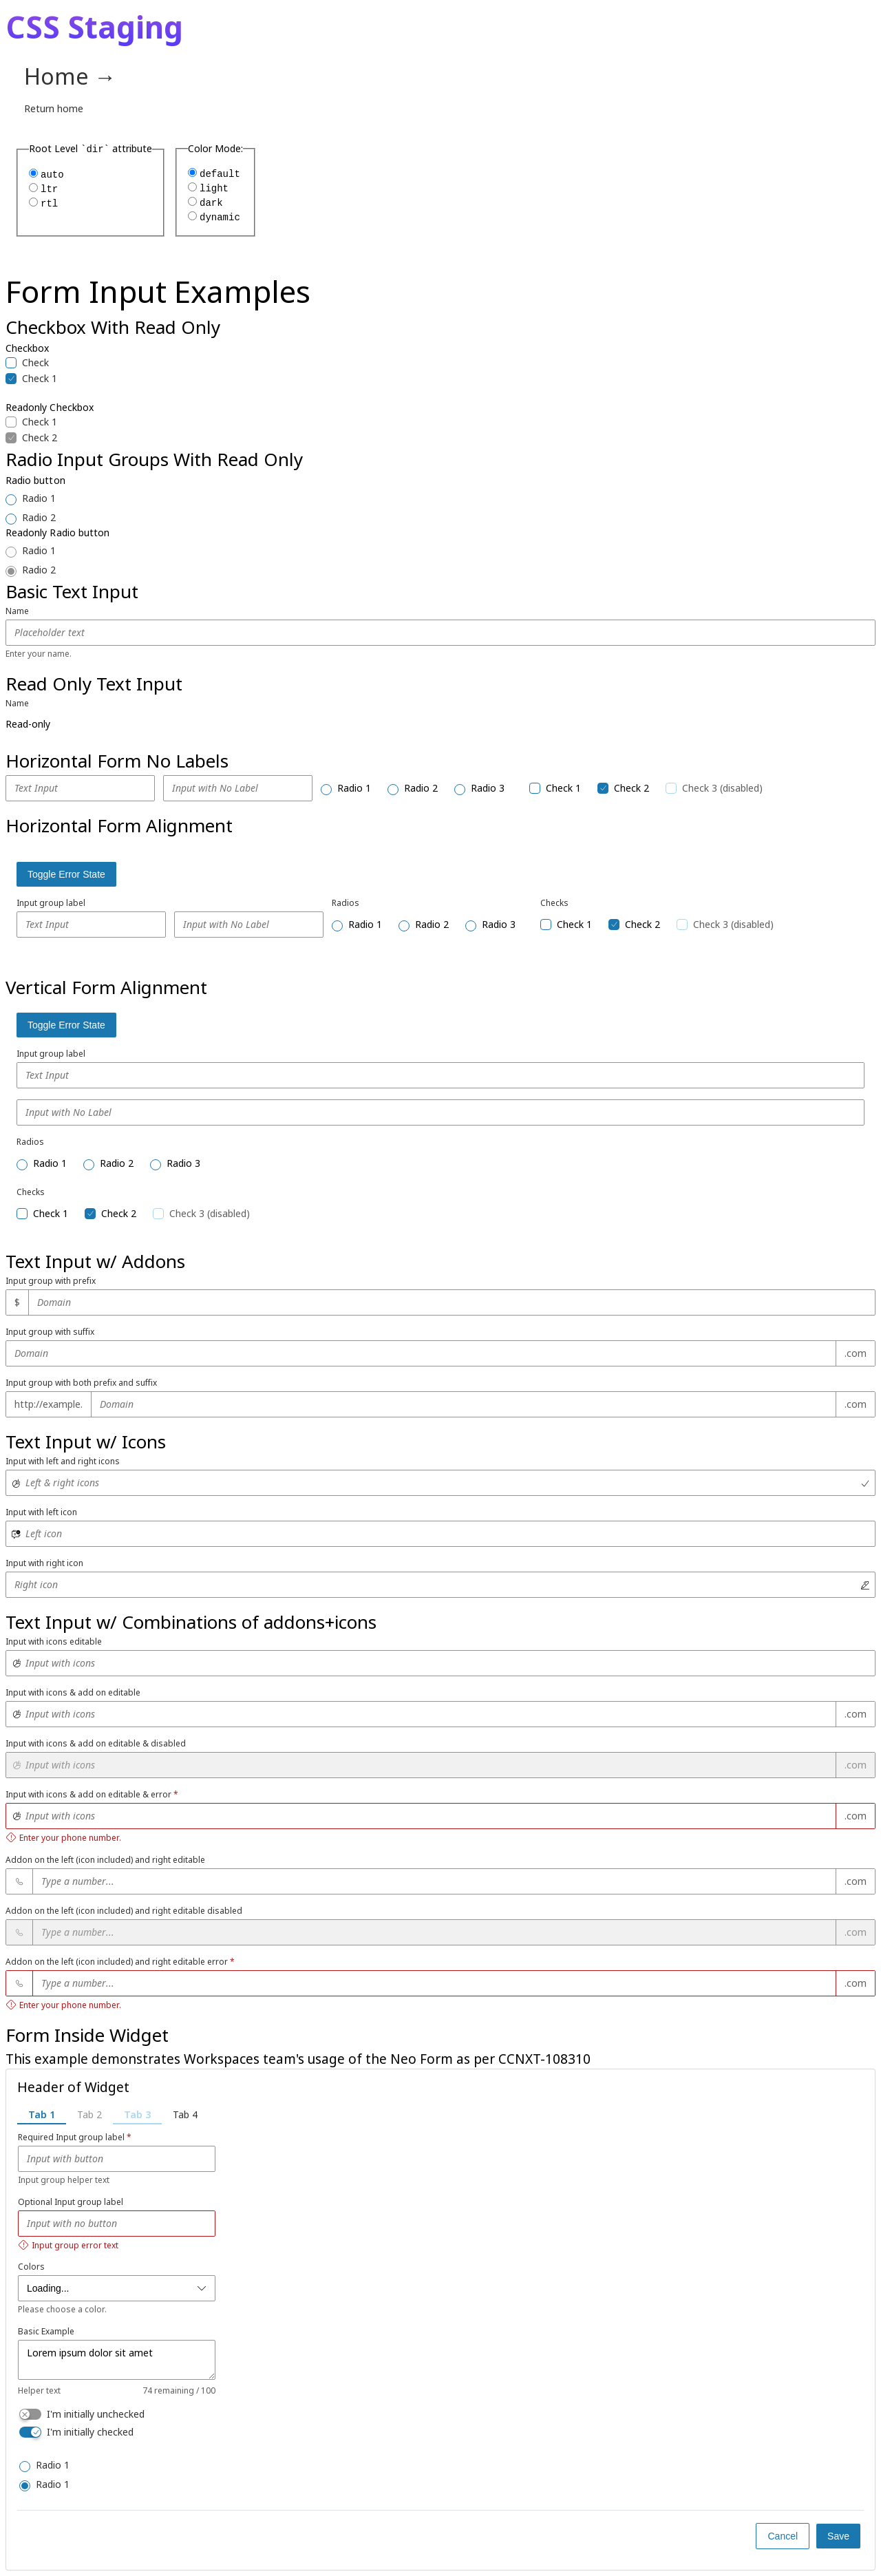 CSS Staging
Home →
Return home
Root Level `dir` attribute
auto
ltr
rtl
Color Mode:
default
light
dark
dynamic
Form Input Examples
Checkbox With Read Only
Checkbox
Check
Check 1
Readonly Checkbox
Check 1
Check 2
Radio Input Groups With Read Only
Radio button
Radio 1
Radio 2
Readonly Radio button
Radio 1
Radio 2
Basic Text Input
Name
Placeholder text
Enter your name.
Read Only Text Input
Name
Read-only
Horizontal Form No Labels
Text Input Input with No Label Radio 1 Radio 2 Radio 3 Check 1 Check 2 Check 3 (disabled)
Horizontal Form Alignment
Toggle Error State
Input group label Radios Checks
Text Input Input with No Label Radio 1 Radio 2 Radio 3 Check 1 Check 2 Check 3 (disabled)
Vertical Form Alignment
Toggle Error State
Input group label
Text Input
Input with No Label
Radios
Radio 1 Radio 2 Radio 3
Checks
Check 1 Check 2 Check 3 (disabled)
Text Input w/ Addons
Input group with prefix
$ Domain
Input group with suffix
Domain .com
Input group with both prefix and suffix
http://example. Domain .com
Text Input w/ Icons
Input with left and right icons
Left & right icons
Input with left icon
Left icon
Input with right icon
Right icon
Text Input w/ Combinations of addons+icons
Input with icons editable
Input with icons
Input with icons & add on editable
Input with icons .com
Input with icons & add on editable & disabled
Input with icons .com
Input with icons & add on editable & error *
Input with icons .com
Enter your phone number.
Addon on the left (icon included) and right editable
Type a number... .com
Addon on the left (icon included) and right editable disabled
Type a number... .com
Addon on the left (icon included) and right editable error *
Type a number... .com
Enter your phone number.
Form Inside Widget
This example demonstrates Workspaces team's usage of the Neo Form as per CCNXT-108310
Header of Widget
Tab 1 Tab 2 Tab 3 Tab 4
Required Input group label *
Input with button
Input group helper text
Optional Input group label
Input with no button
Input group error text
Colors
Loading...
Please choose a color.
Basic Example
Lorem ipsum dolor sit amet
Helper text 74 remaining / 100
I'm initially unchecked
I'm initially checked
Radio 1
Radio 1
Cancel Save